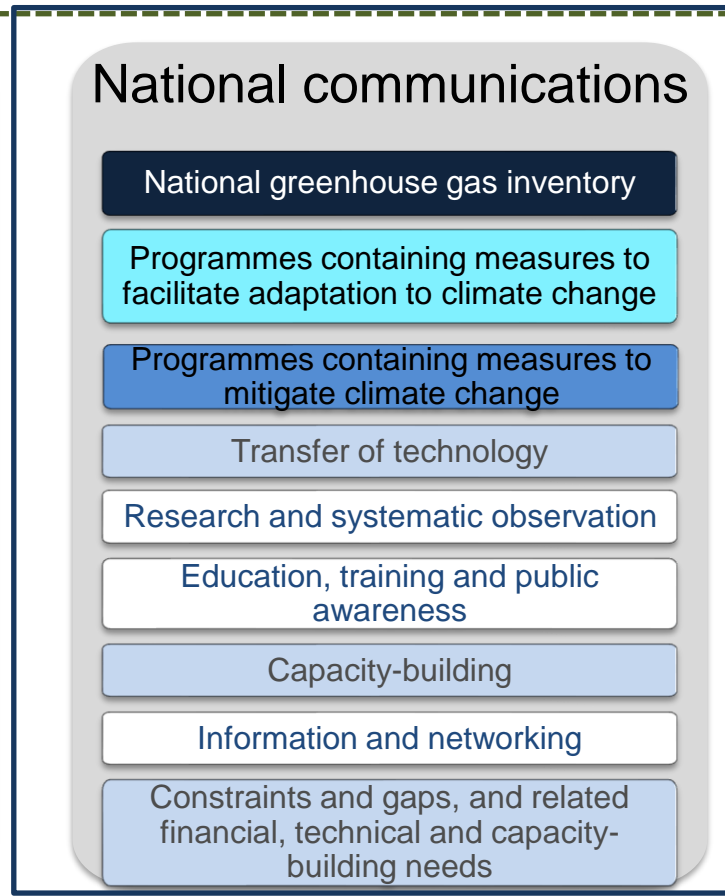 National communications
National greenhouse gas inventory
Programmes containing measures to
facilitate adaptation to climate change
Programmes containing measures to
mitigate climate change
Transfer of technology
Research and systematic observation
Education, training and public
awareness
Capacity-building
Information and networking
Constraints and gaps, and related
financial, technical and capacity-
building needs